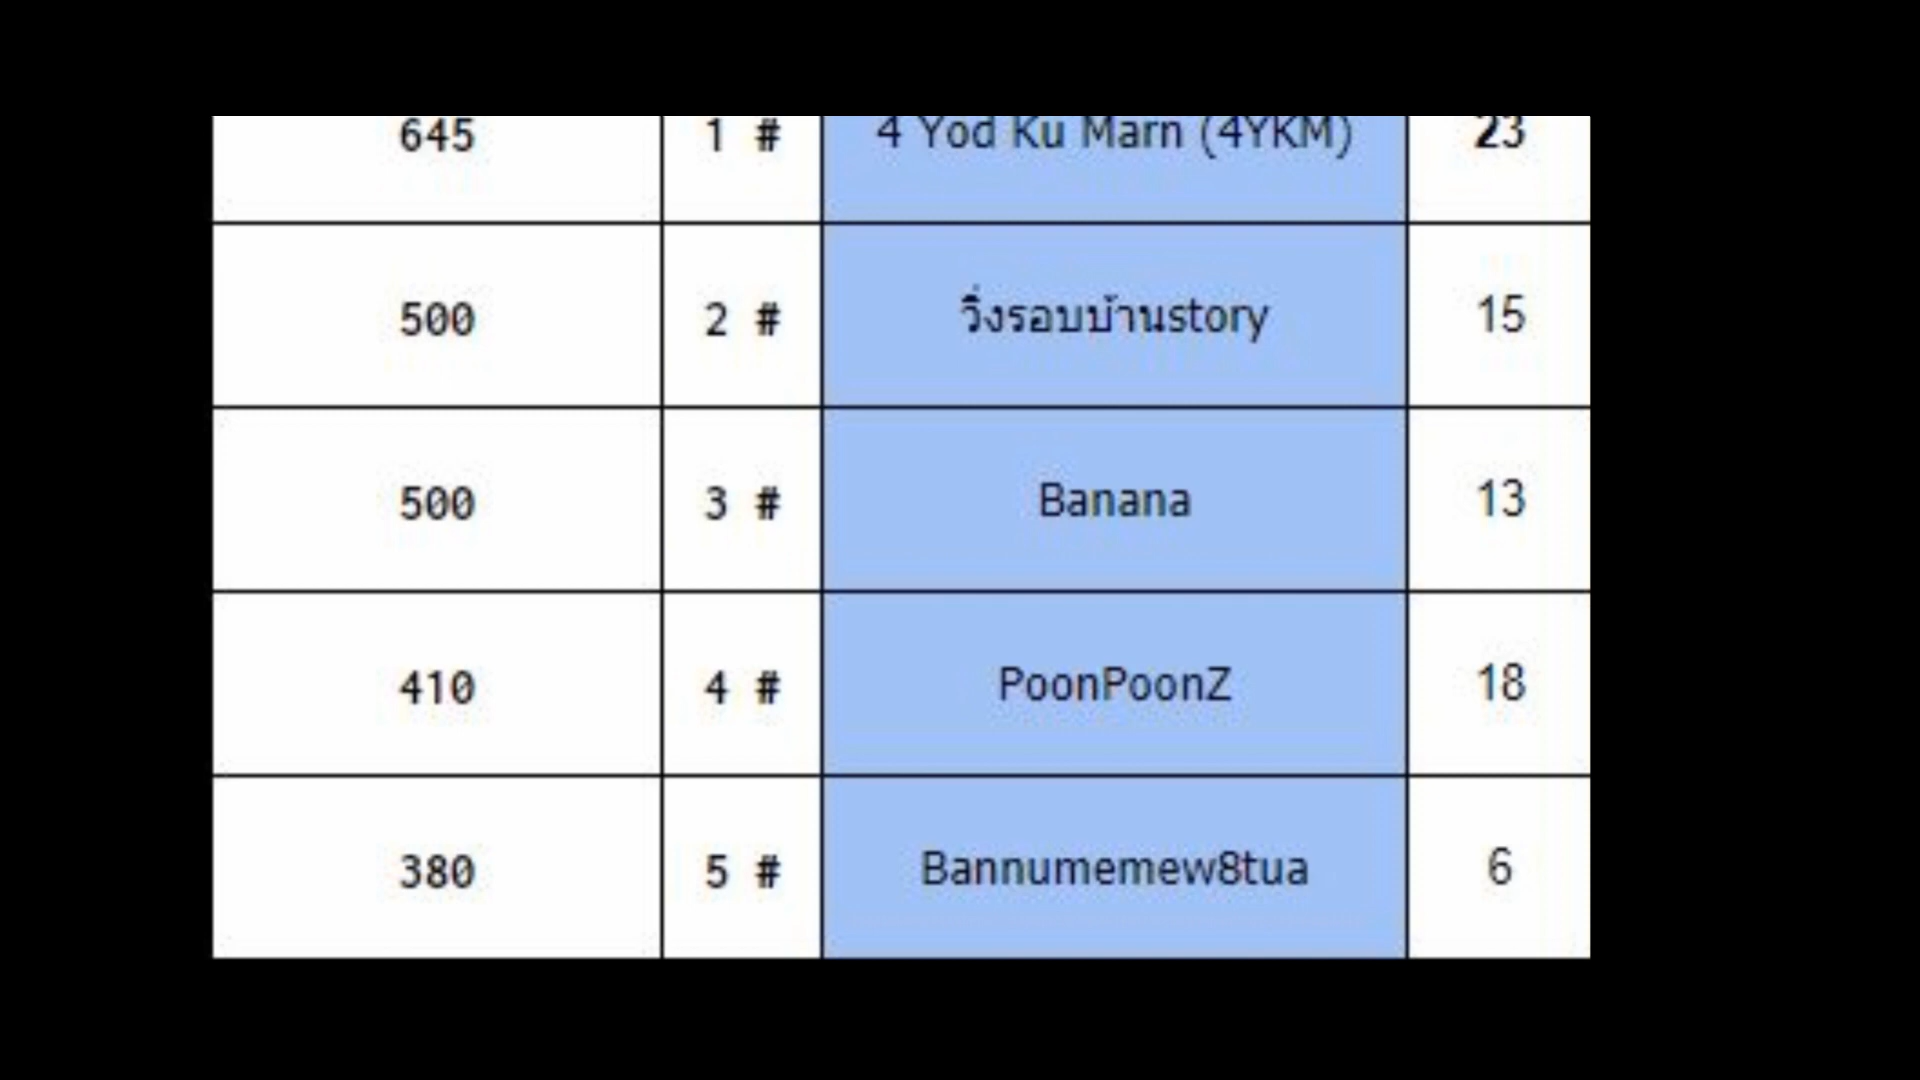 645 1 # 4 Yod Ku Marn (4YKM) 23
500 2 # วิ่งรอบบ้านstory 15
500 3 # Banana 13
410 4 # PoonPoonZ 18
380 5 # Bannumemew8tua 6